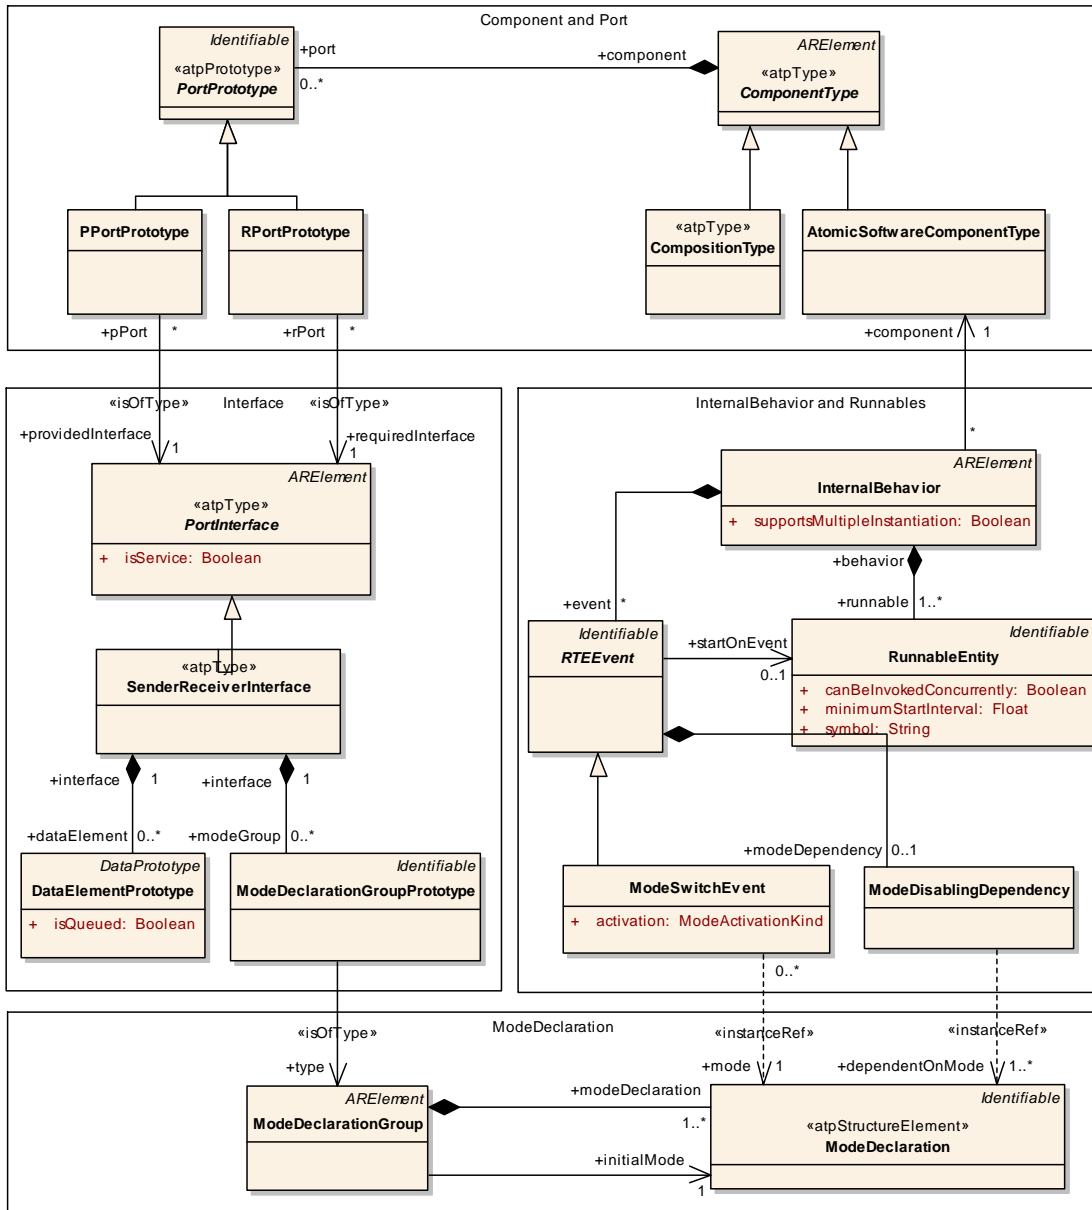 Component and Port
Identifiable
«atpPrototype»
PortPrototype
+port
0..*
+component
ARElement
«atpType»
ComponentType
PPortPrototype
RPortPrototype
«atpType»
CompositionType
AtomicSoftwareComponentType
+pPort *
+rPort *
+component 1
«isOfType» Interface «isOfType»
+providedInterface 1
+requiredInterface
1
ARElement
«atpType»
PortInterface
+ isService: Boolean
«atpType»
SenderReceiverInterface
+interface 1
+interface 1
+dataElement 0..*
+modeGroup 0..*
DataPrototype
DataElementPrototype
+ isQueued: Boolean
Identifiable
ModeDeclarationGroupPrototype
InternalBehavior and Runnables
*
ARElement
InternalBehavior
+ supportsMultipleInstantiation: Boolean
+behavior
+runnable 1..*
+event *
Identifiable
RTEEvent
+startOnEvent
0..1
Identifiable
RunnableEntity
+ canBeInvokedConcurrently: Boolean
+ minimumStartInterval: Float
+ symbol: String
+modeDependency 0..1
ModeSwitchEvent
+ activation: ModeActivationKind
ModeDisablingDependency
0..*
ModeDeclaration
«isOfType»
+type
«instanceRef»
+mode 1
«instanceRef»
+dependentOnMode 1..*
ARElement
ModeDeclarationGroup
+modeDeclaration
1..*
+initialMode
1
Identifiable
«atpStructureElement»
ModeDeclaration